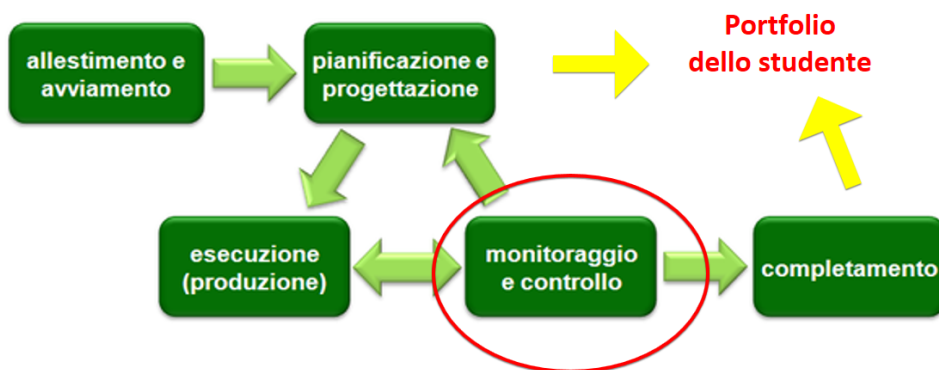 allestimento e
avviamento
pianificazione e
progettazione
Portfolio
dello studente
esecuzione
(produzione)
monitoraggio
e controllo
completamento